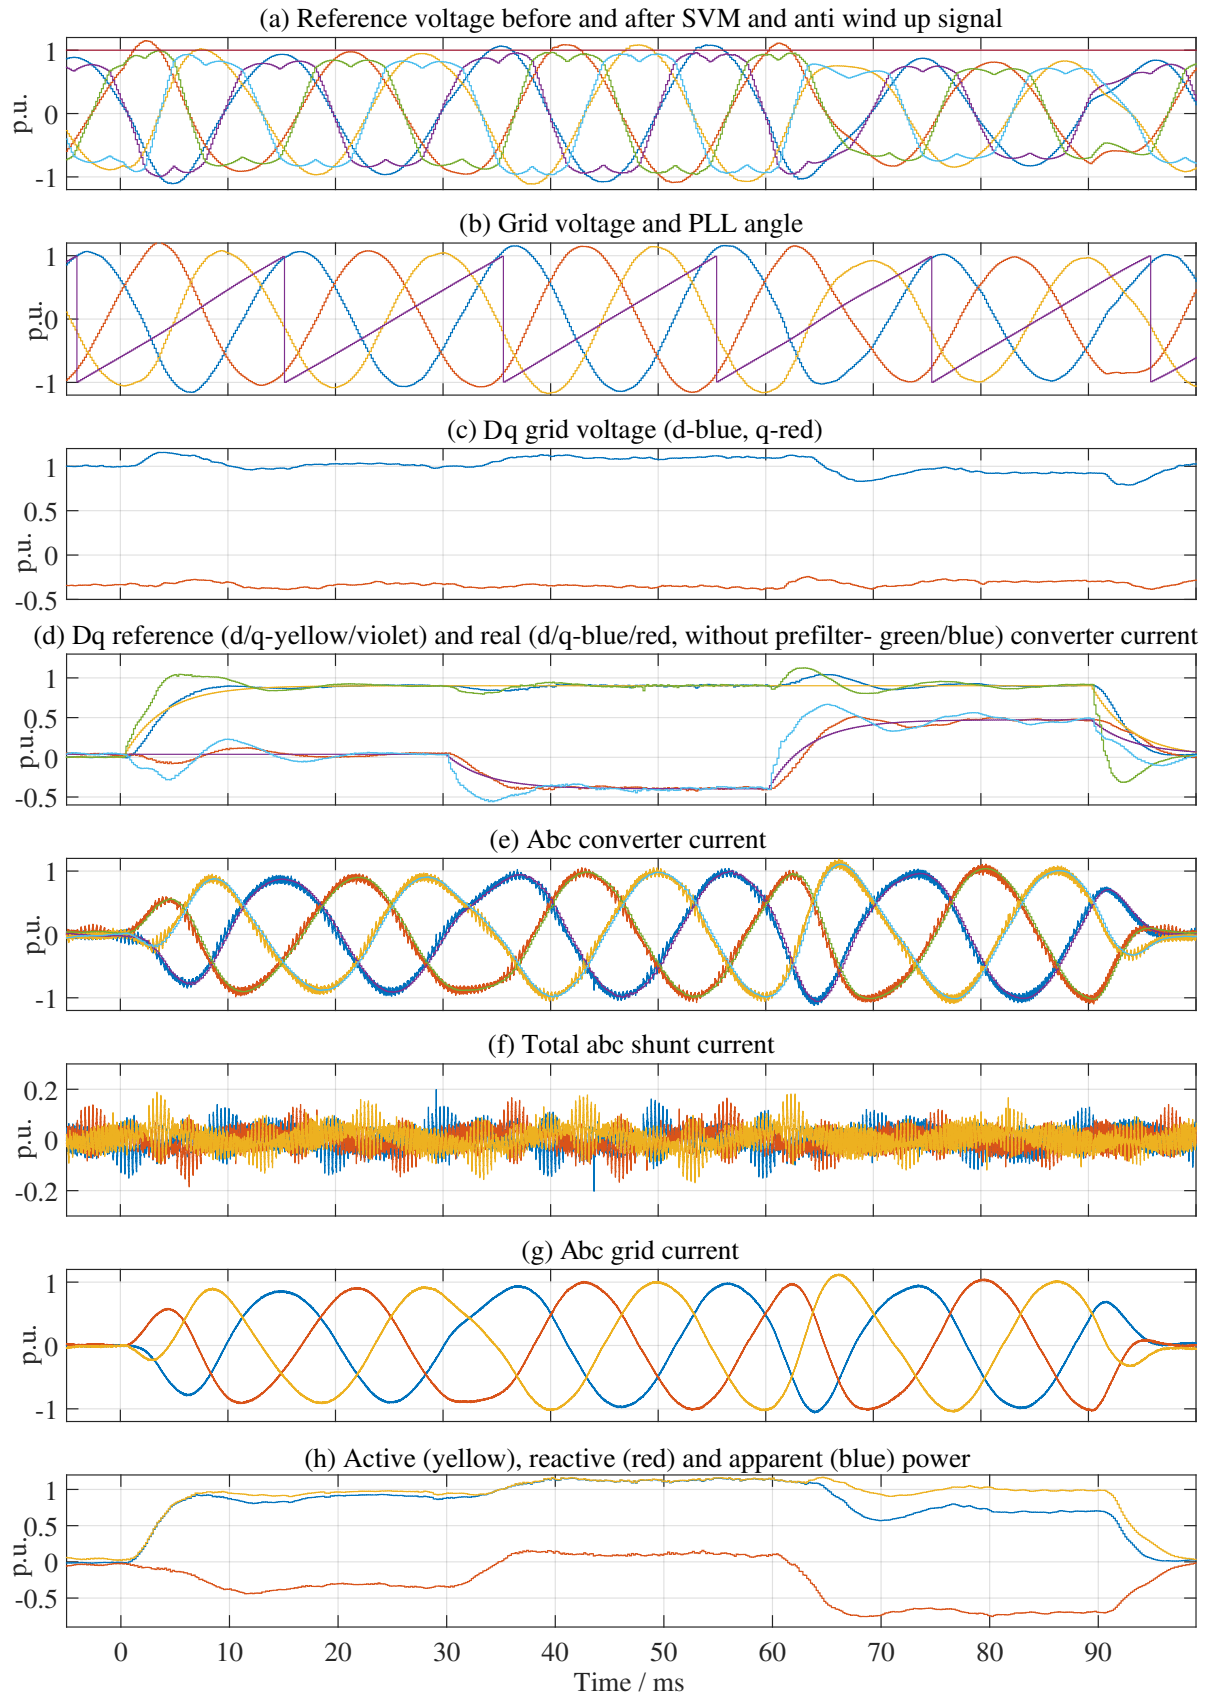 (a) Reference voltage before and after SVM and anti wind up signal
1
0
-1
p.u.
(b) Grid voltage and PLL angle
1
0
-1
p.u.
(c) Dq grid voltage (d-blue, q-red)
1
0.5
0
-0.5
p.u.
(d) Dq reference (d/q-yellow/violet) and real (d/q-blue/red, without prefilter- green/blue) converter current
1
0.5
0
-0.5
p.u.
(e) Abc converter current
1
0
-1
p.u.
(f) Total abc shunt current
0.2
0
-0.2
p.u.
(g) Abc grid current
1
0
-1
p.u.
(h) Active (yellow), reactive (red) and apparent (blue) power
1
0.5
0
-0.5
p.u.
0 10 20 30 40 50 60 70 80 90
Time / ms